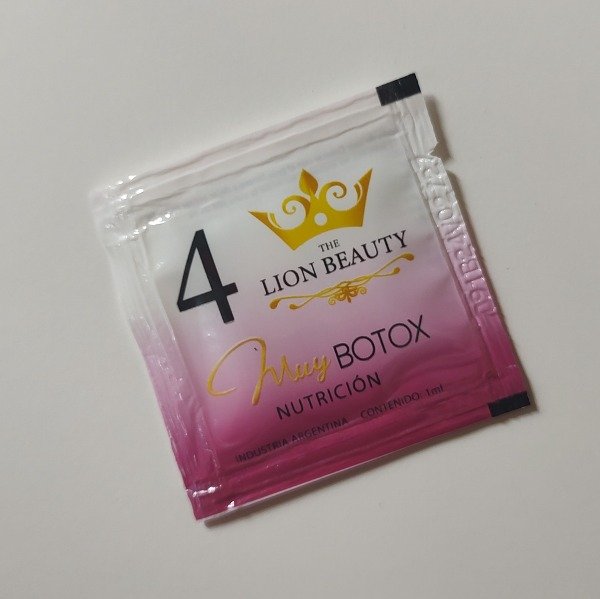 4
THE
LION BEAUTY
Muy BOTOX
NUTRICIÓN
INDUSTRIA ARGENTINA CONTENIDO: 1ml